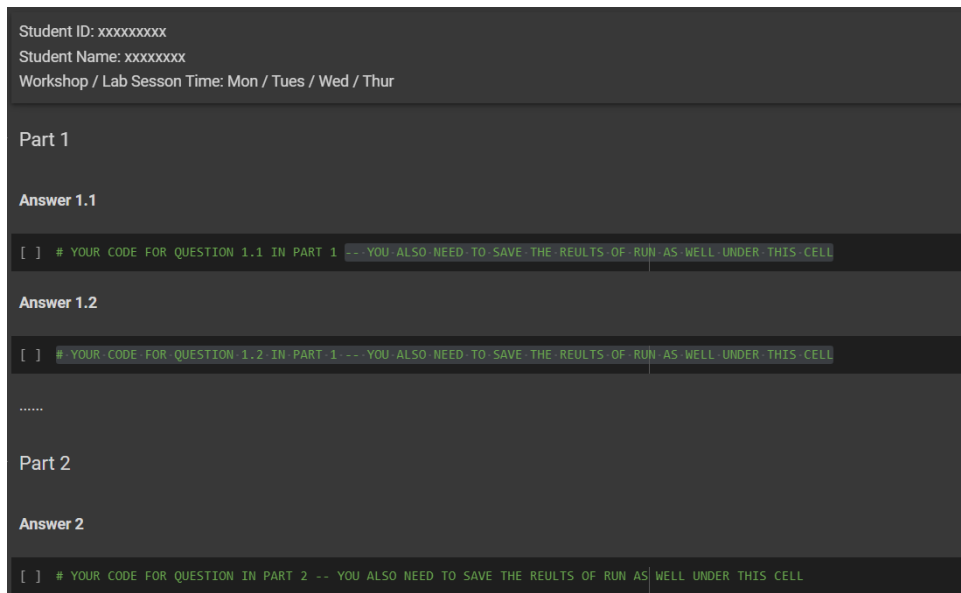 Student ID: xxxxxxxxx
Student Name: xxxxxxxx
Workshop / Lab Sesson Time: Mon / Tues / Wed / Thur
Part 1
Answer 1.1
[ ] # YOUR CODE FOR QUESTION 1.1 IN PART 1 -- YOU ALSO NEED TO SAVE THE REULTS OF RUN AS WELL UNDER THIS CELL
Answer 1.2
[ ] # YOUR CODE FOR QUESTION 1.2 IN PART 1 -- YOU ALSO NEED TO SAVE THE REULTS OF RUN AS WELL UNDER THIS CELL
......
Part 2
Answer 2
[ ] # YOUR CODE FOR QUESTION IN PART 2 -- YOU ALSO NEED TO SAVE THE REULTS OF RUN AS WELL UNDER THIS CELL